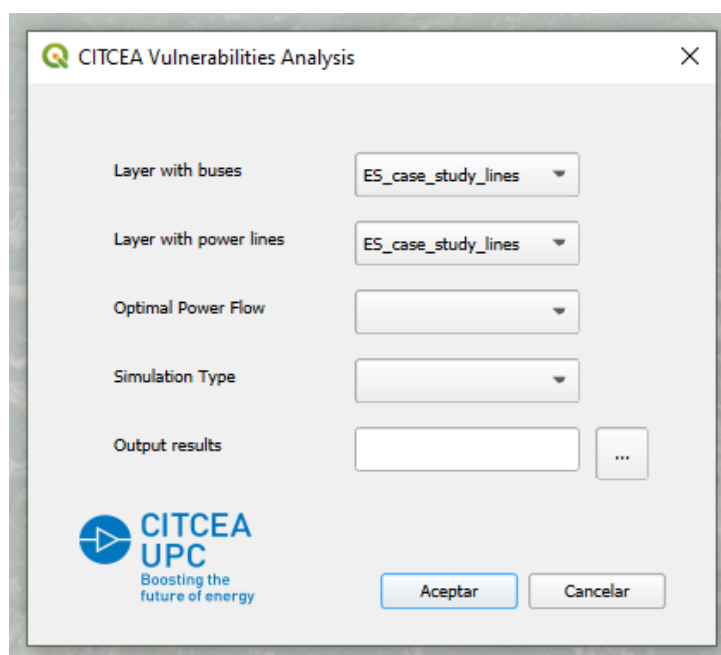 CITCEA Vulnerabilities Analysis
Layer with buses
ES_case_study_lines
Layer with power lines
ES_case_study_lines
Optimal Power Flow
Simulation Type
Output results
...
CITCEA
UPC
Boosting the
future of energy
Aceptar
Cancelar